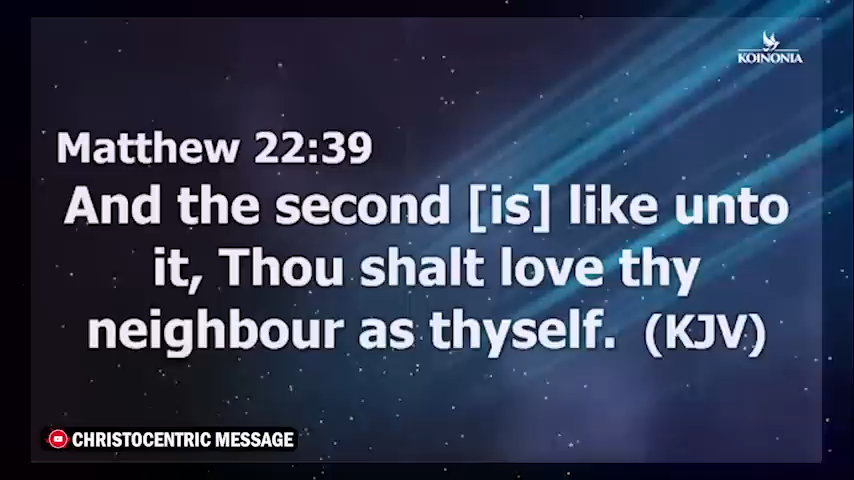 KOINONIA
Matthew 22:39
And the second [is] like unto
it, Thou shalt love thy
neighbour as thyself. (KJV)
CHRISTOCENTRIC MESSAGE